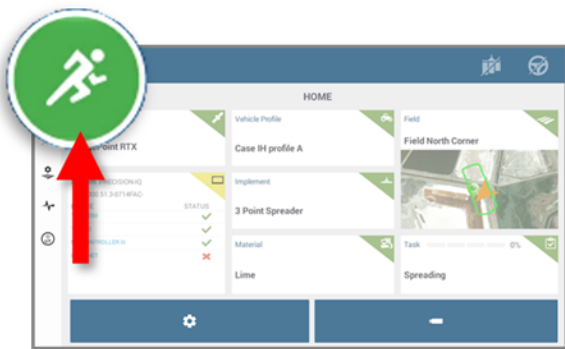 HOME
Point RTX
Vehicle Profile
Case IH profile A
Field
Field North Corner
PRECISION-IQ
STATUS
Implement
3 Point Spreader
Material
Lime
Task 0%
Spreading